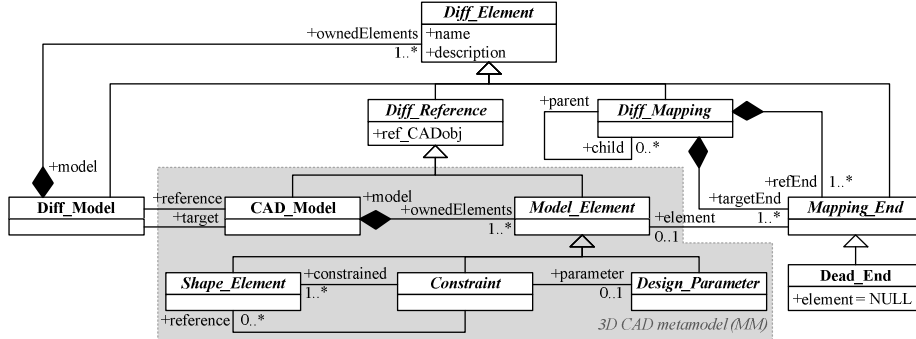 Diff_Element
+ownedElements
+name
1..*
+description
Diff_Reference
+parent
Diff_Mapping
+ref_CADobj
+child
0..*
+model
+refEnd
1..*
+reference
+model
+ownedElements
+targetEnd
Diff_Model
CAD_Model
Model_Element
+element
Mapping_End
+target
1..*
0..1
1..*
Shape_Element
+constrained
Constraint
+parameter
Design_Parameter
Dead_End
1..*
0..1
+element = NULL
+reference
0..*
3D CAD metamodel (MM)